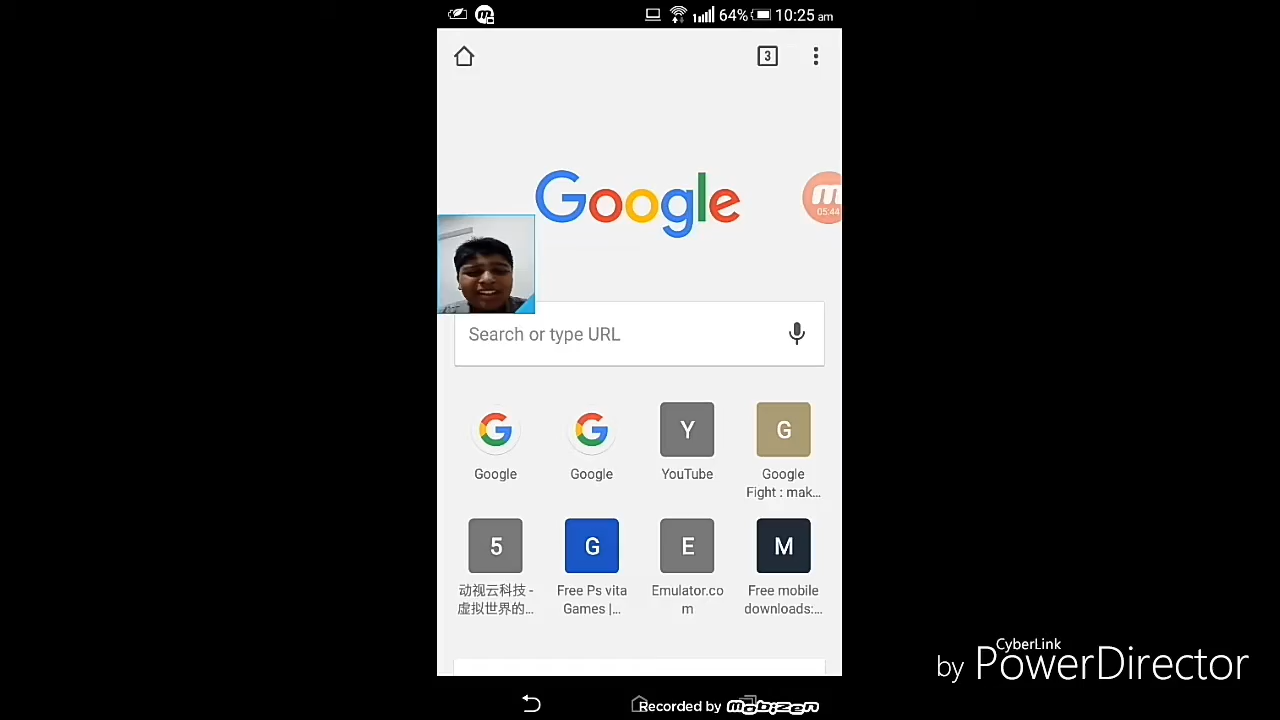 64% 10:25 am
3
Google
m
05:44
Search or type URL
G G Y G
Google Google YouTube Google
Fight : mak...
5 G E M
动视云科技 - Free Ps vita Emulator.co Free mobile
虚拟世界的... Games |... m downloads:...
CyberLink
by PowerDirector
Recorded by mobizen